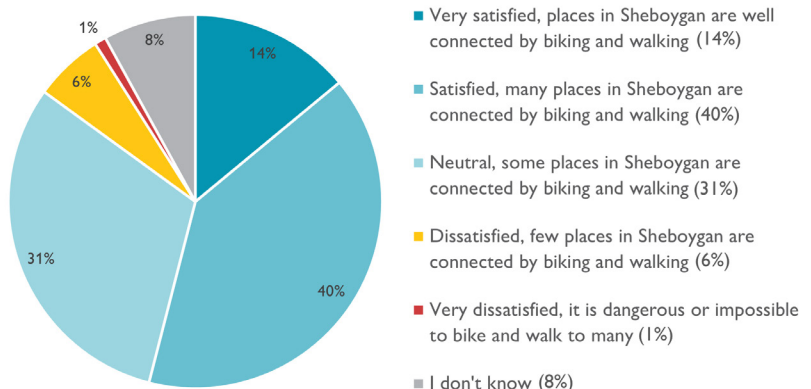 1%
8%
14%
6%
31%
40%
Very satisfied, places in Sheboygan are well
connected by biking and walking (14%)
Satisfied, many places in Sheboygan are
connected by biking and walking (40%)
Neutral, some places in Sheboygan are
connected by biking and walking (31%)
Dissatisfied, few places in Sheboygan are
connected by biking and walking (6%)
Very dissatisfied, it is dangerous or impossible
to bike and walk to many (1%)
I don't know (8%)